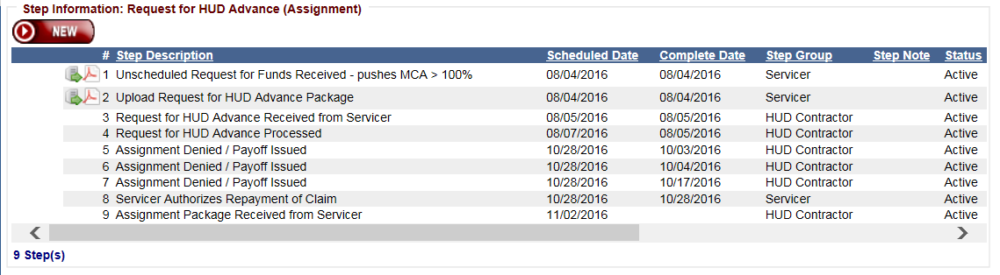 Step Information: Request for HUD Advance (Assignment)
NEW
# Step Description Scheduled Date Complete Date Step Group Step Note Status
1 Unscheduled Request for Funds Received - pushes MCA > 100% 08/04/2016 08/04/2016 Servicer Active
2 Upload Request for HUD Advance Package 08/04/2016 08/04/2016 Servicer Active
3 Request for HUD Advance Received from Servicer 08/05/2016 08/05/2016 HUD Contractor Active
4 Request for HUD Advance Processed 08/07/2016 08/05/2016 HUD Contractor Active
5 Assignment Denied / Payoff Issued 10/28/2016 10/03/2016 HUD Contractor Active
6 Assignment Denied / Payoff Issued 10/28/2016 10/04/2016 HUD Contractor Active
7 Assignment Denied / Payoff Issued 10/28/2016 10/17/2016 HUD Contractor Active
8 Servicer Authorizes Repayment of Claim 10/28/2016 10/28/2016 Servicer Active
9 Assignment Package Received from Servicer 11/02/2016 HUD Contractor Active
9 Step(s)